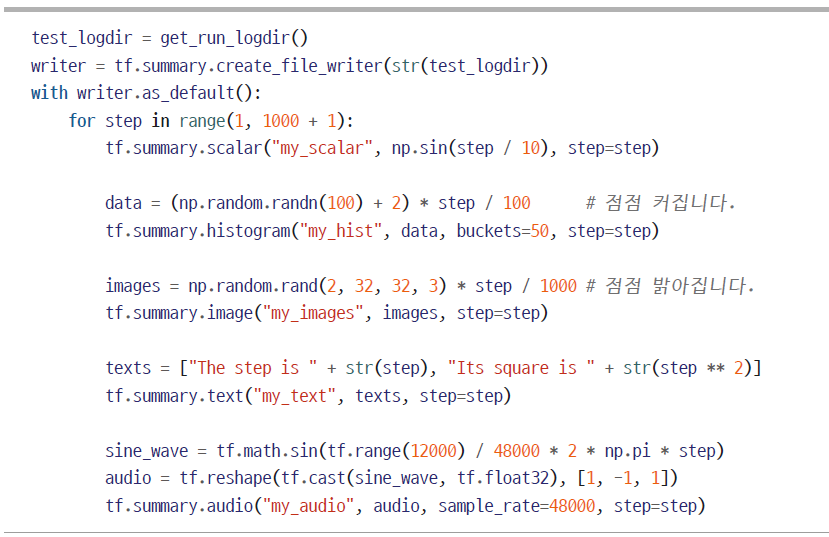 test_logdir = get_run_logdir()
writer = tf.summary.create_file_writer(str(test_logdir))
with writer.as_default():
    for step in range(1, 1000 + 1):
        tf.summary.scalar("my_scalar", np.sin(step / 10), step=step)

        data = (np.random.randn(100) + 2) * step / 100      # 점점 커집니다.
        tf.summary.histogram("my_hist", data, buckets=50, step=step)

        images = np.random.rand(2, 32, 32, 3) * step / 1000 # 점점 밝아집니다.
        tf.summary.image("my_images", images, step=step)

        texts = ["The step is " + str(step), "Its square is " + str(step ** 2)]
        tf.summary.text("my_text", texts, step=step)

        sine_wave = tf.math.sin(tf.range(12000) / 48000 * 2 * np.pi * step)
        audio = tf.reshape(tf.cast(sine_wave, tf.float32), [1, -1, 1])
        tf.summary.audio("my_audio", audio, sample_rate=48000, step=step)